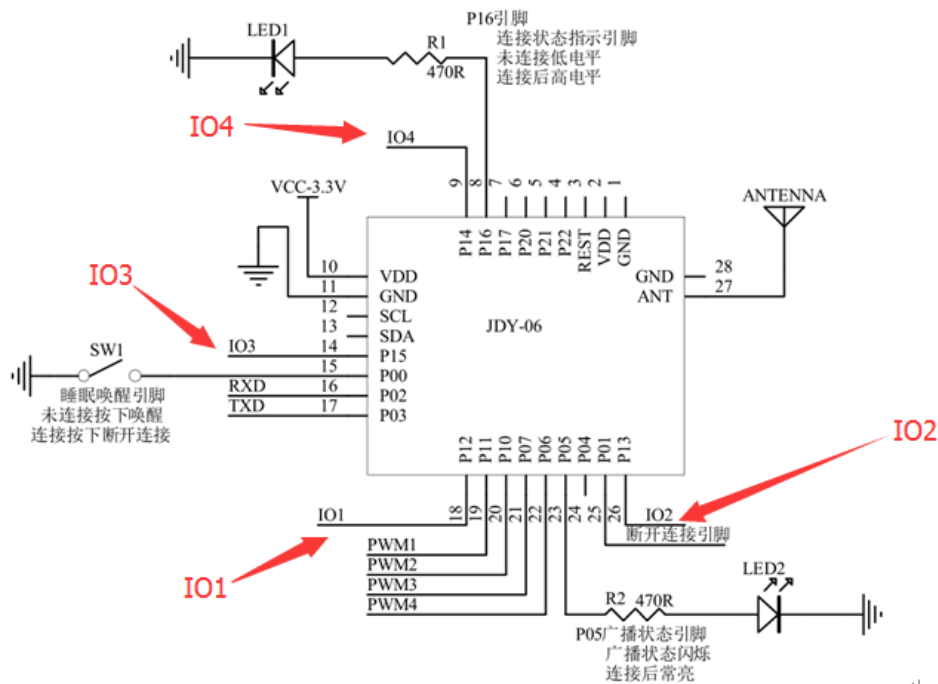 P16引脚
连接状态指示引脚
未连接低电平
连接后高电平
LED1
R1
470R
IO4
IO4
9
8
7
6
5
4
3
2
1
VCC-3.3V
ANTENNA
P14
P16
P17
P20
P21
P22
REST
VDD
GND
10
VDD
GND
28
11
GND
ANT
27
12
SCL
13
SDA
JDY-06
IO3
IO3
14
P15
SW1
15
P00
RXD
16
P02
TXD
17
P03
睡眠唤醒引脚
未连接按下唤醒
连接按下断开连接
IO2
P12
P11
P10
P07
P06
P05
P04
P01
P13
18
19
20
21
22
23
24
25
26
IO1
IO2
断开连接引脚
IO1
PWM1
PWM2
PWM3
PWM4
LED2
R2
470R
P05广播状态引脚
广播状态闪烁
连接后常亮